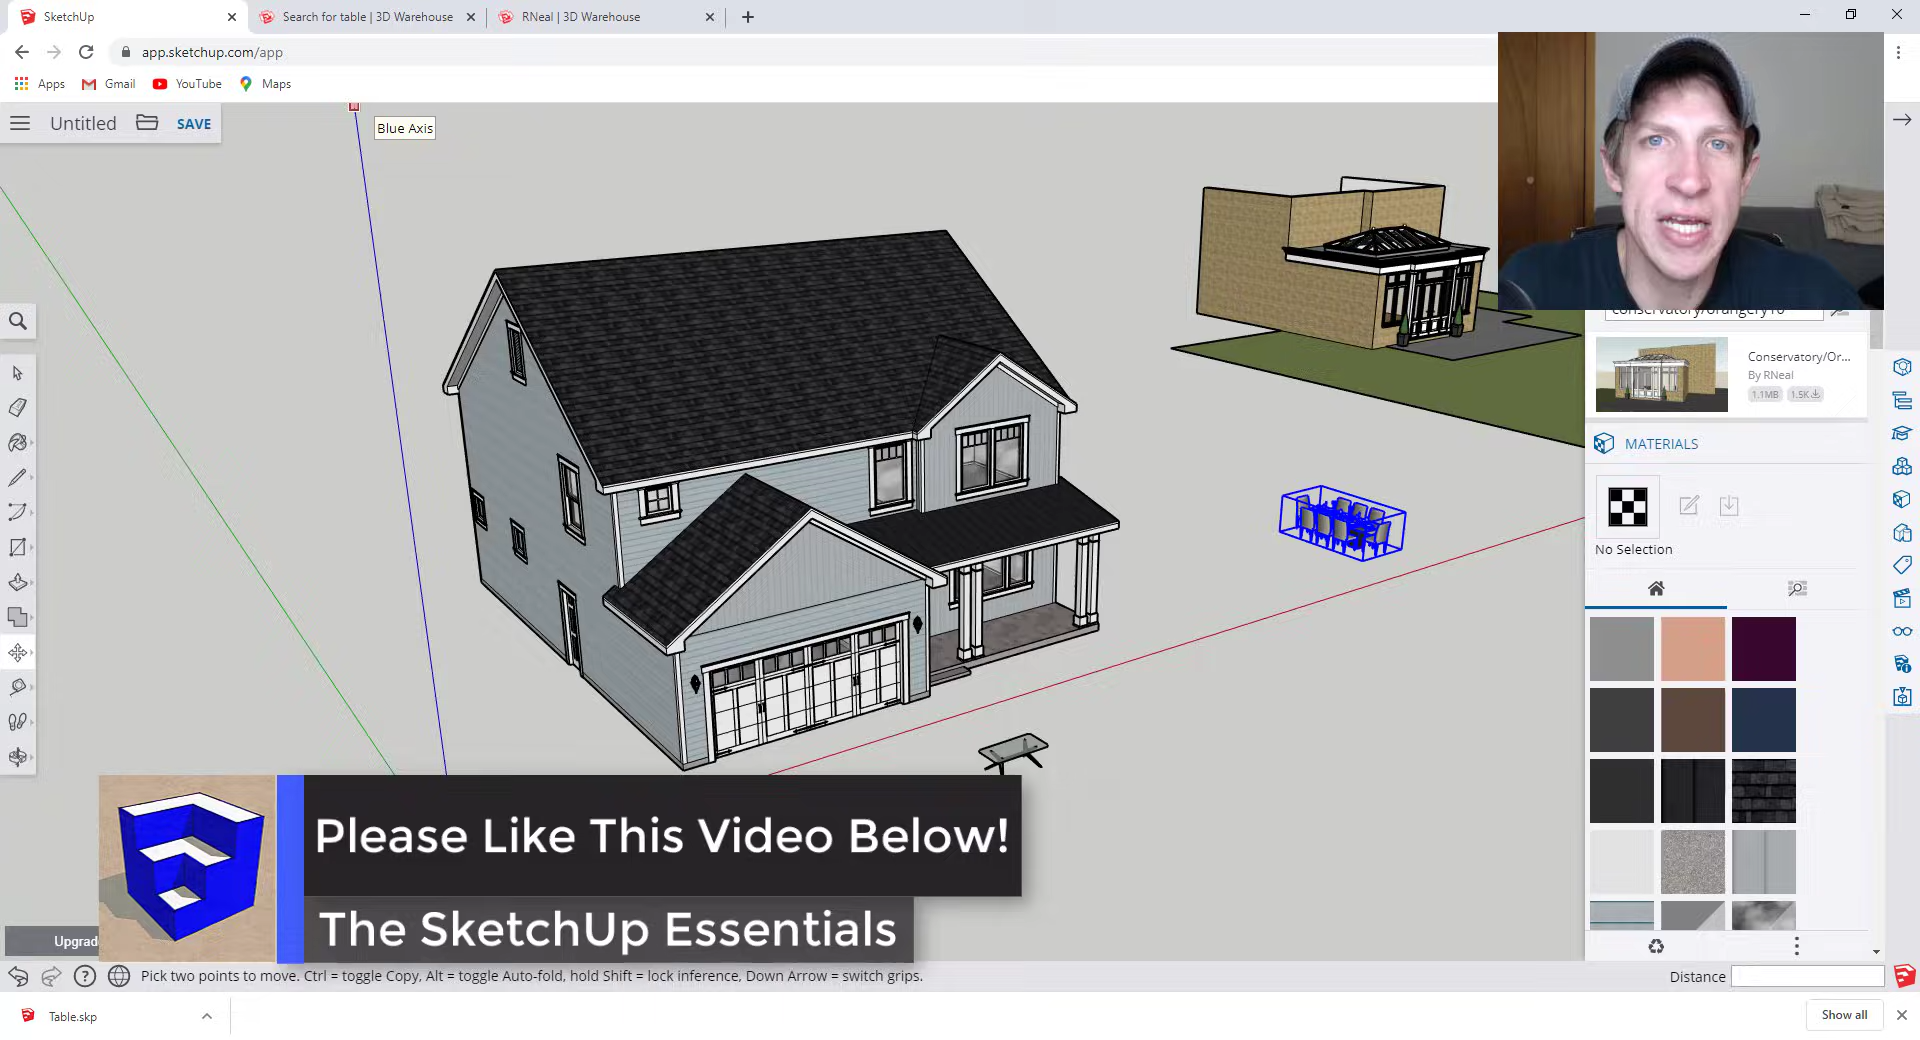 SketchUp
Search for table | 3D Warehouse
RNeal | 3D Warehouse
app.sketchup.com/app
Apps
Gmail
YouTube
Maps
Untitled
SAVE
Blue Axis
conservatory/orangery10
Conservatory/Or...
By RNeal
1.1MB
1.5K
MATERIALS
No Selection
Please Like This Video Below!
The SketchUp Essentials
Upgrad
Pick two points to move. Ctrl = toggle Copy, Alt = toggle Auto-fold, hold Shift = lock inference, Down Arrow = switch grips.
Distance
Table.skp
Show all